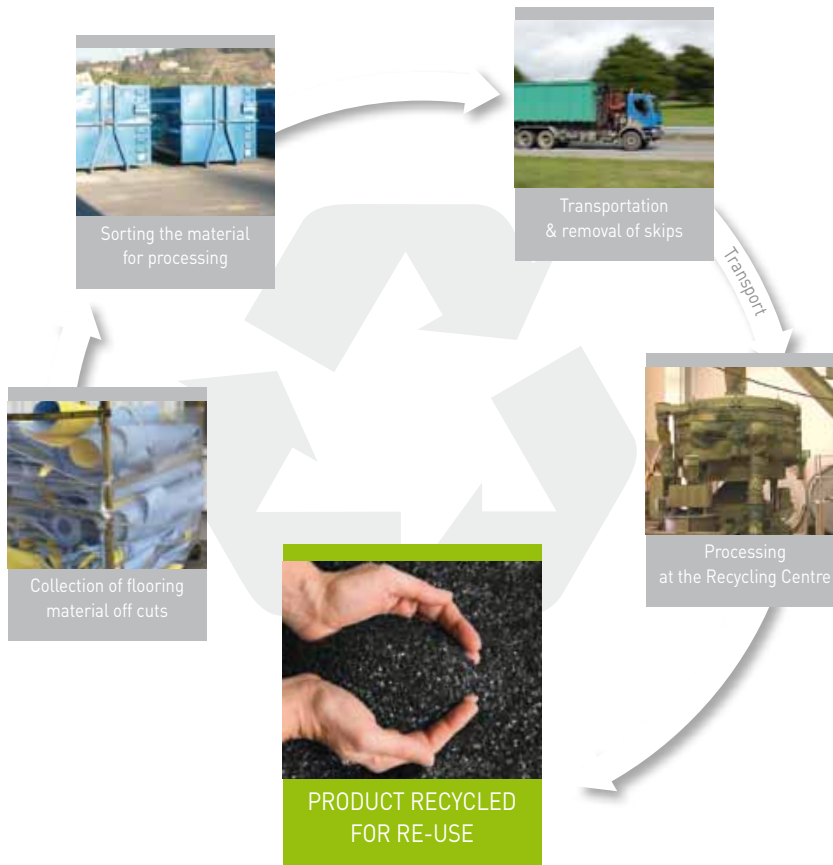 Sorting the material
for processing
Transportation
& removal of skips
Transport
Collection of flooring
material off cuts
Processing
at the Recycling Centre
PRODUCT RECYCLED
FOR RE-USE